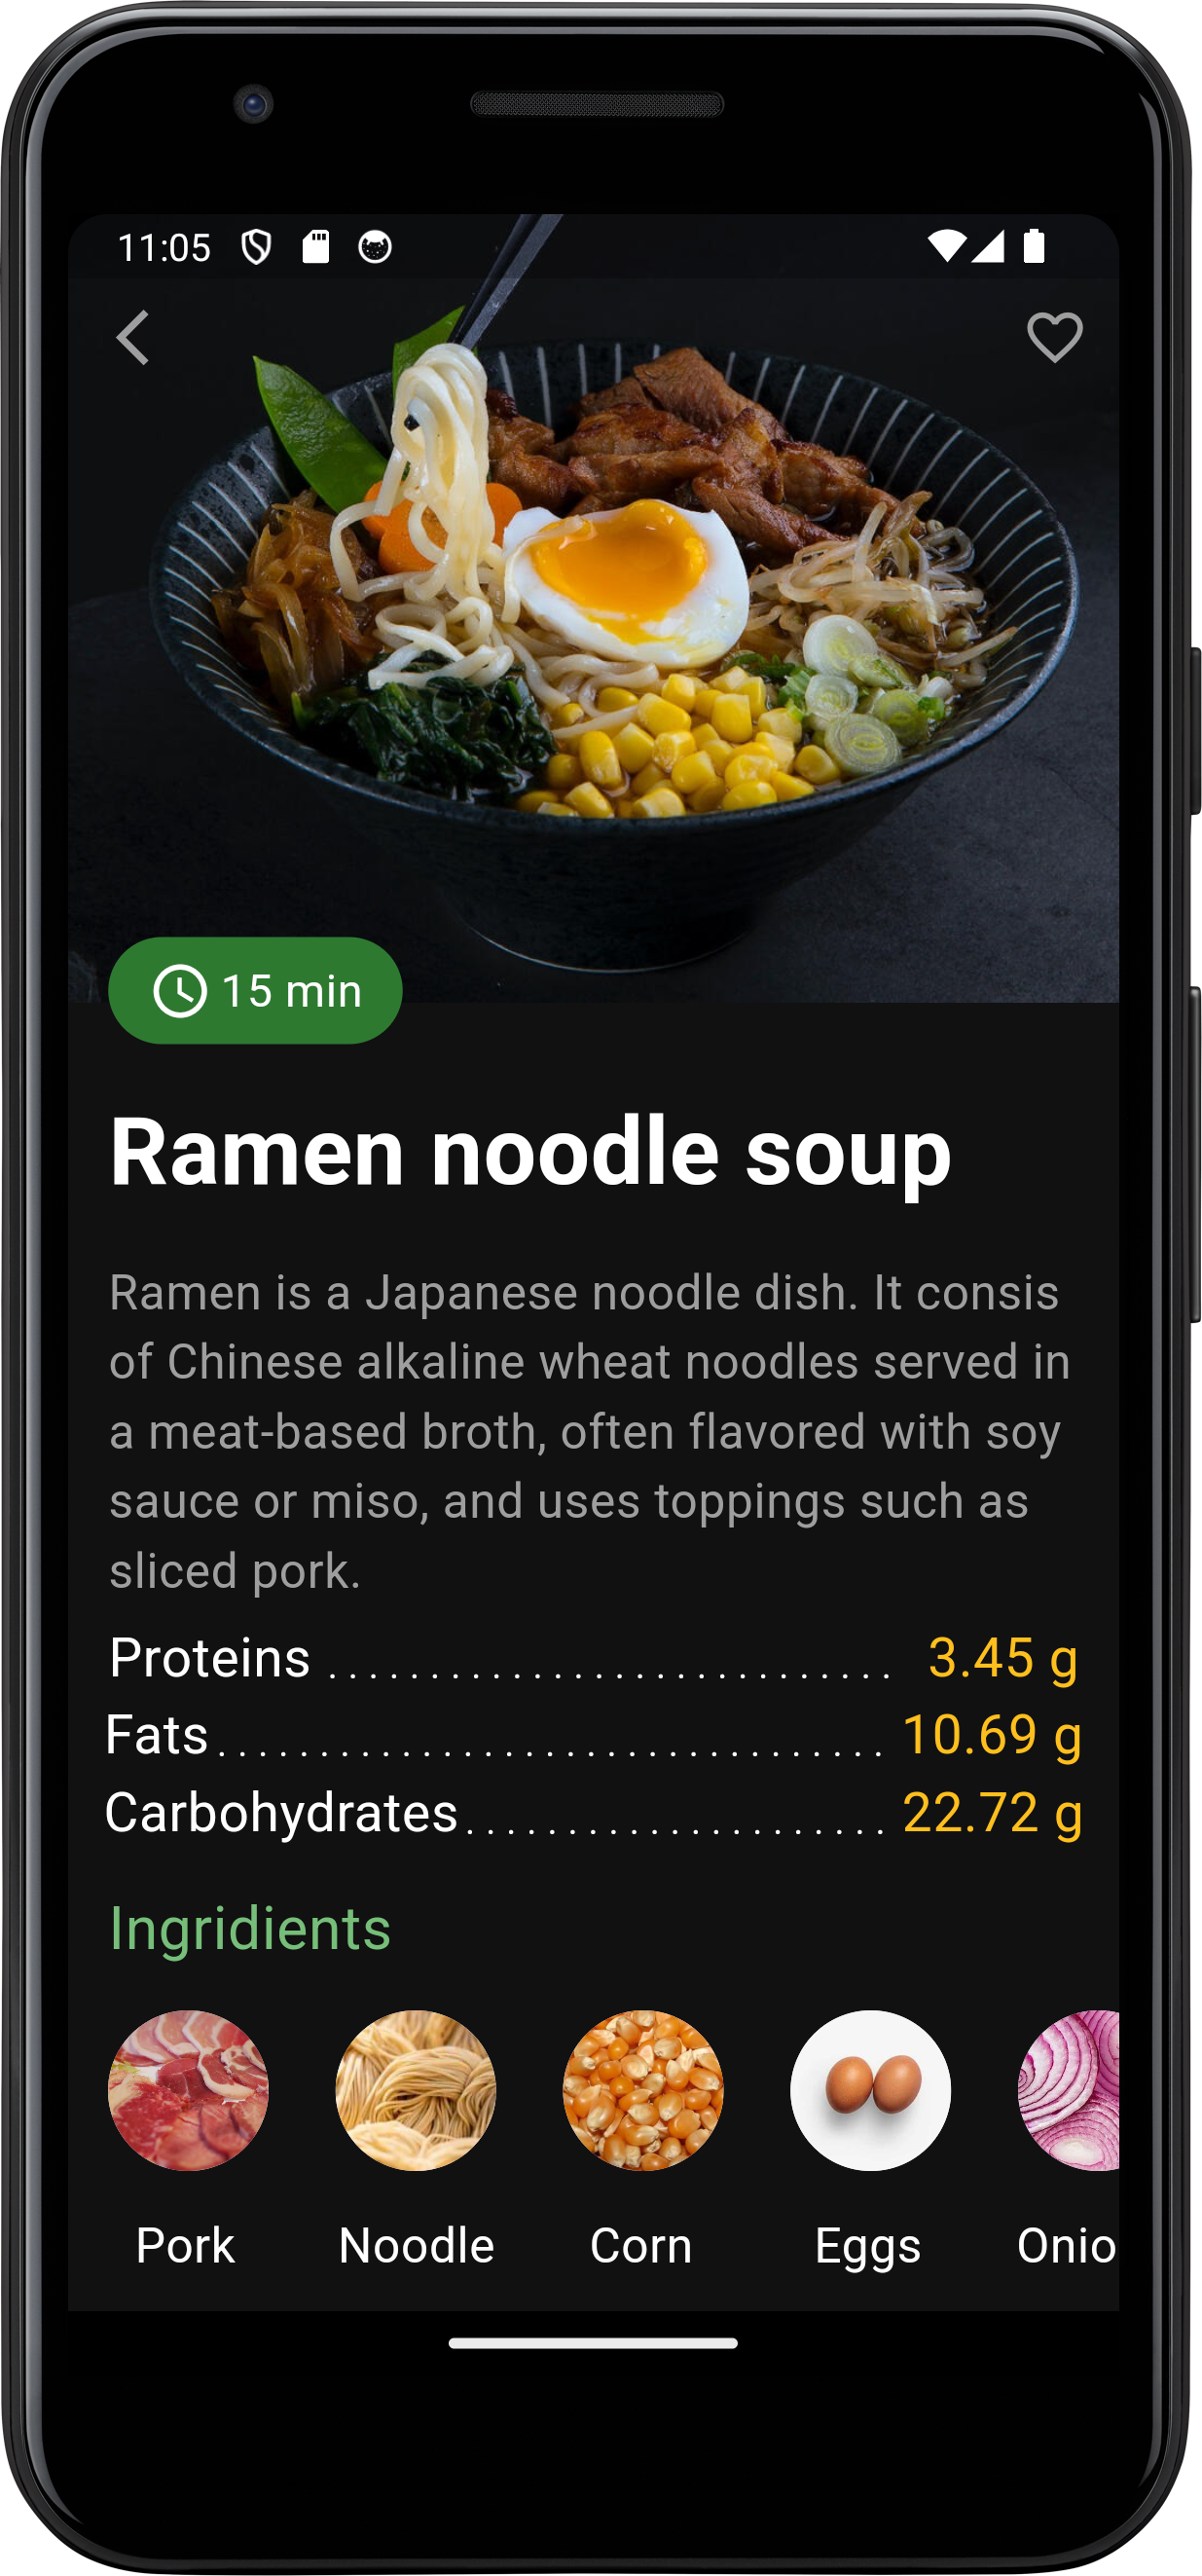 11:05
15 min
Ramen noodle soup
Ramen is a Japanese noodle dish. It consis
of Chinese alkaline wheat noodles served in
a meat-based broth, often flavored with soy
sauce or miso, and uses toppings such as
sliced pork.
Proteins ............................ 3.45 g
Fats ................................. 10.69 g
Carbohydrates ..................... 22.72 g
Ingridients
Pork Noodle Corn Eggs Onio